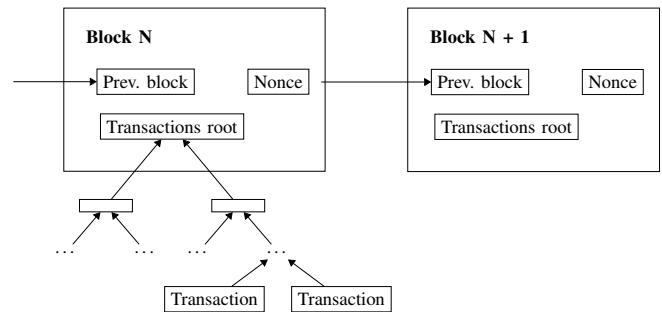 Block N
Block N + 1
Prev. block
Nonce
Prev. block
Nonce
Transactions root
Transactions root
... ... ... ...
Transaction
Transaction